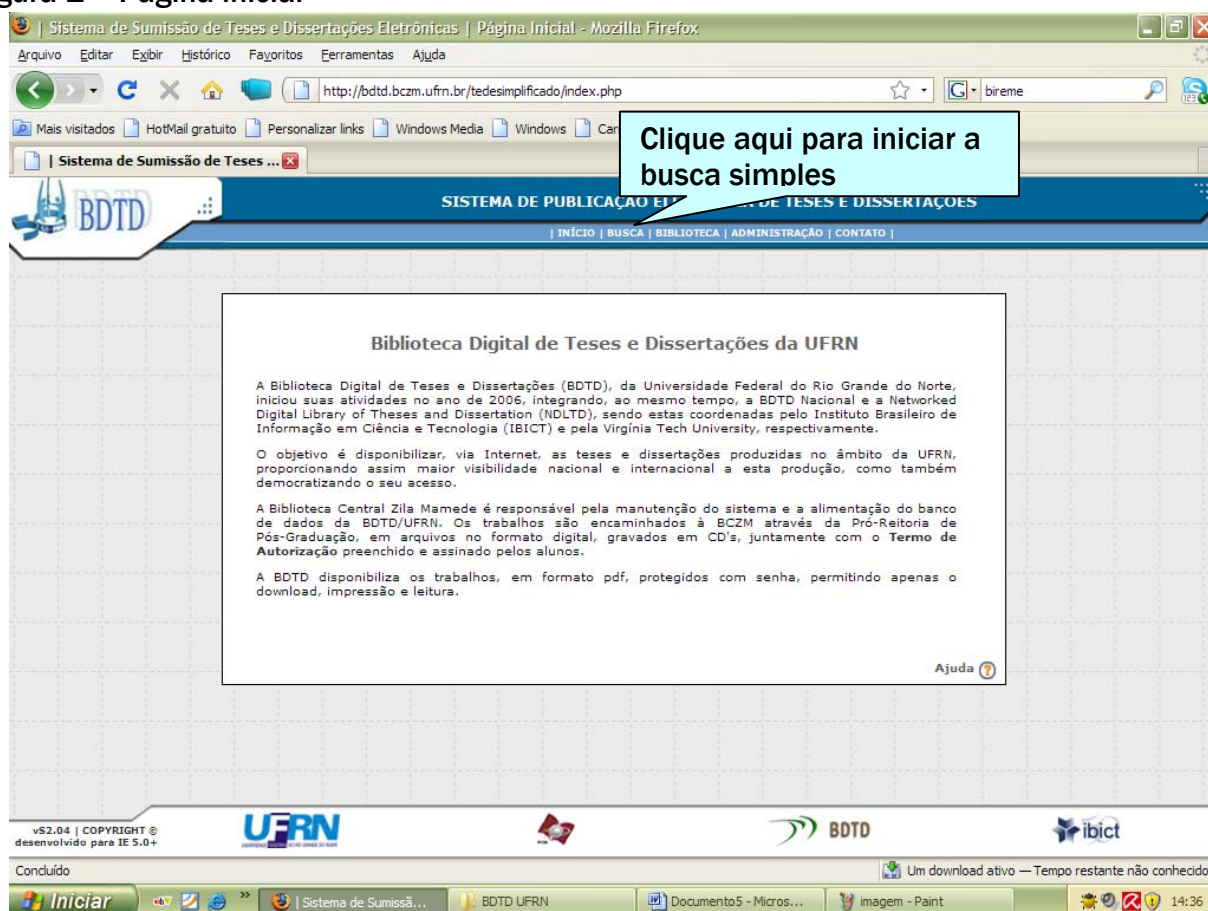 Página Inicial
| Sistema de Sumissão de Teses e Dissertações Eletrônicas | Página Inicial - Mozilla Firefox
Arquivo Editar Exibir Histórico Favoritos Ferramentas Ajuda
http://bdtd.bczm.ufrn.br/tedesimplificado/index.php
G bireme
Mais visitados HotMail gratuito Personalizar links Windows Media Windows
Clique aqui para iniciar a
busca simples
| Sistema de Sumissão de Teses ...
BDTD
SISTEMA DE PUBLICAÇÃO DE TESES E DISSERTAÇÕES
| INÍCIO | BUSCA | BIBLIOTECA | ADMINISTRAÇÃO | CONTATO |
Biblioteca Digital de Teses e Dissertações da UFRN
A Biblioteca Digital de Teses e Dissertações (BDTD), da Universidade Federal do Rio Grande do Norte,
iniciou suas atividades no ano de 2006, integrando, ao mesmo tempo, a BDTD Nacional e a Networked
Digital Library of Theses and Dissertation (NDLTD), sendo estas coordenadas pelo Instituto Brasileiro de
Informação em Ciência e Tecnologia (IBICT) e pela Virgínia Tech University, respectivamente.
O objetivo é disponibilizar, via Internet, as teses e dissertações produzidas no âmbito da UFRN,
proporcionando assim maior visibilidade nacional e internacional a esta produção, como também
democratizando o seu acesso.
A Biblioteca Central Zila Mamede é responsável pela manutenção do sistema e a alimentação do banco
de dados da BDTD/UFRN. Os trabalhos são encaminhados à BCZM através da Pró-Reitoria de
Pós-Graduação, em arquivos no formato digital, gravados em CD's, juntamente com o Termo de
Autorização preenchido e assinado pelos alunos.
A BDTD disponibiliza os trabalhos, em formato pdf, protegidos com senha, permitindo apenas o
download, impressão e leitura.
Ajuda ?
vS2.04 | COPYRIGHT ©
desenvolvido para IE 5.0+
UFRN
BDTD
ibict
Concluído
Um download ativo — Tempo restante não conhecido
Iniciar » | Sistema de Sumissã... BDTD UFRN Documento5 - Micros... imagem - Paint 14:36